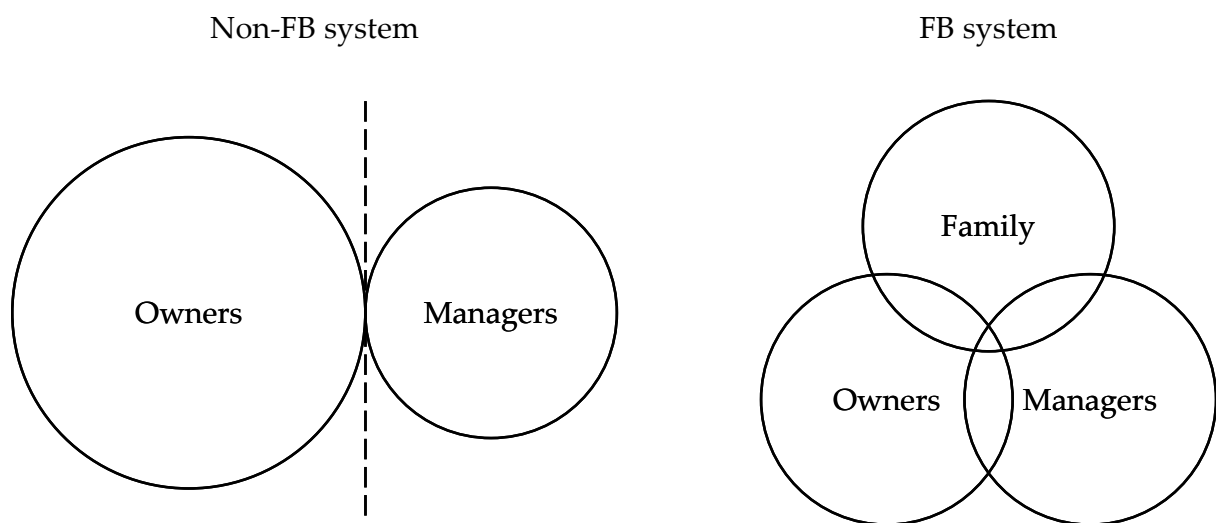 Non-FB system
FB system
Owners
Managers
Family
Owners
Managers